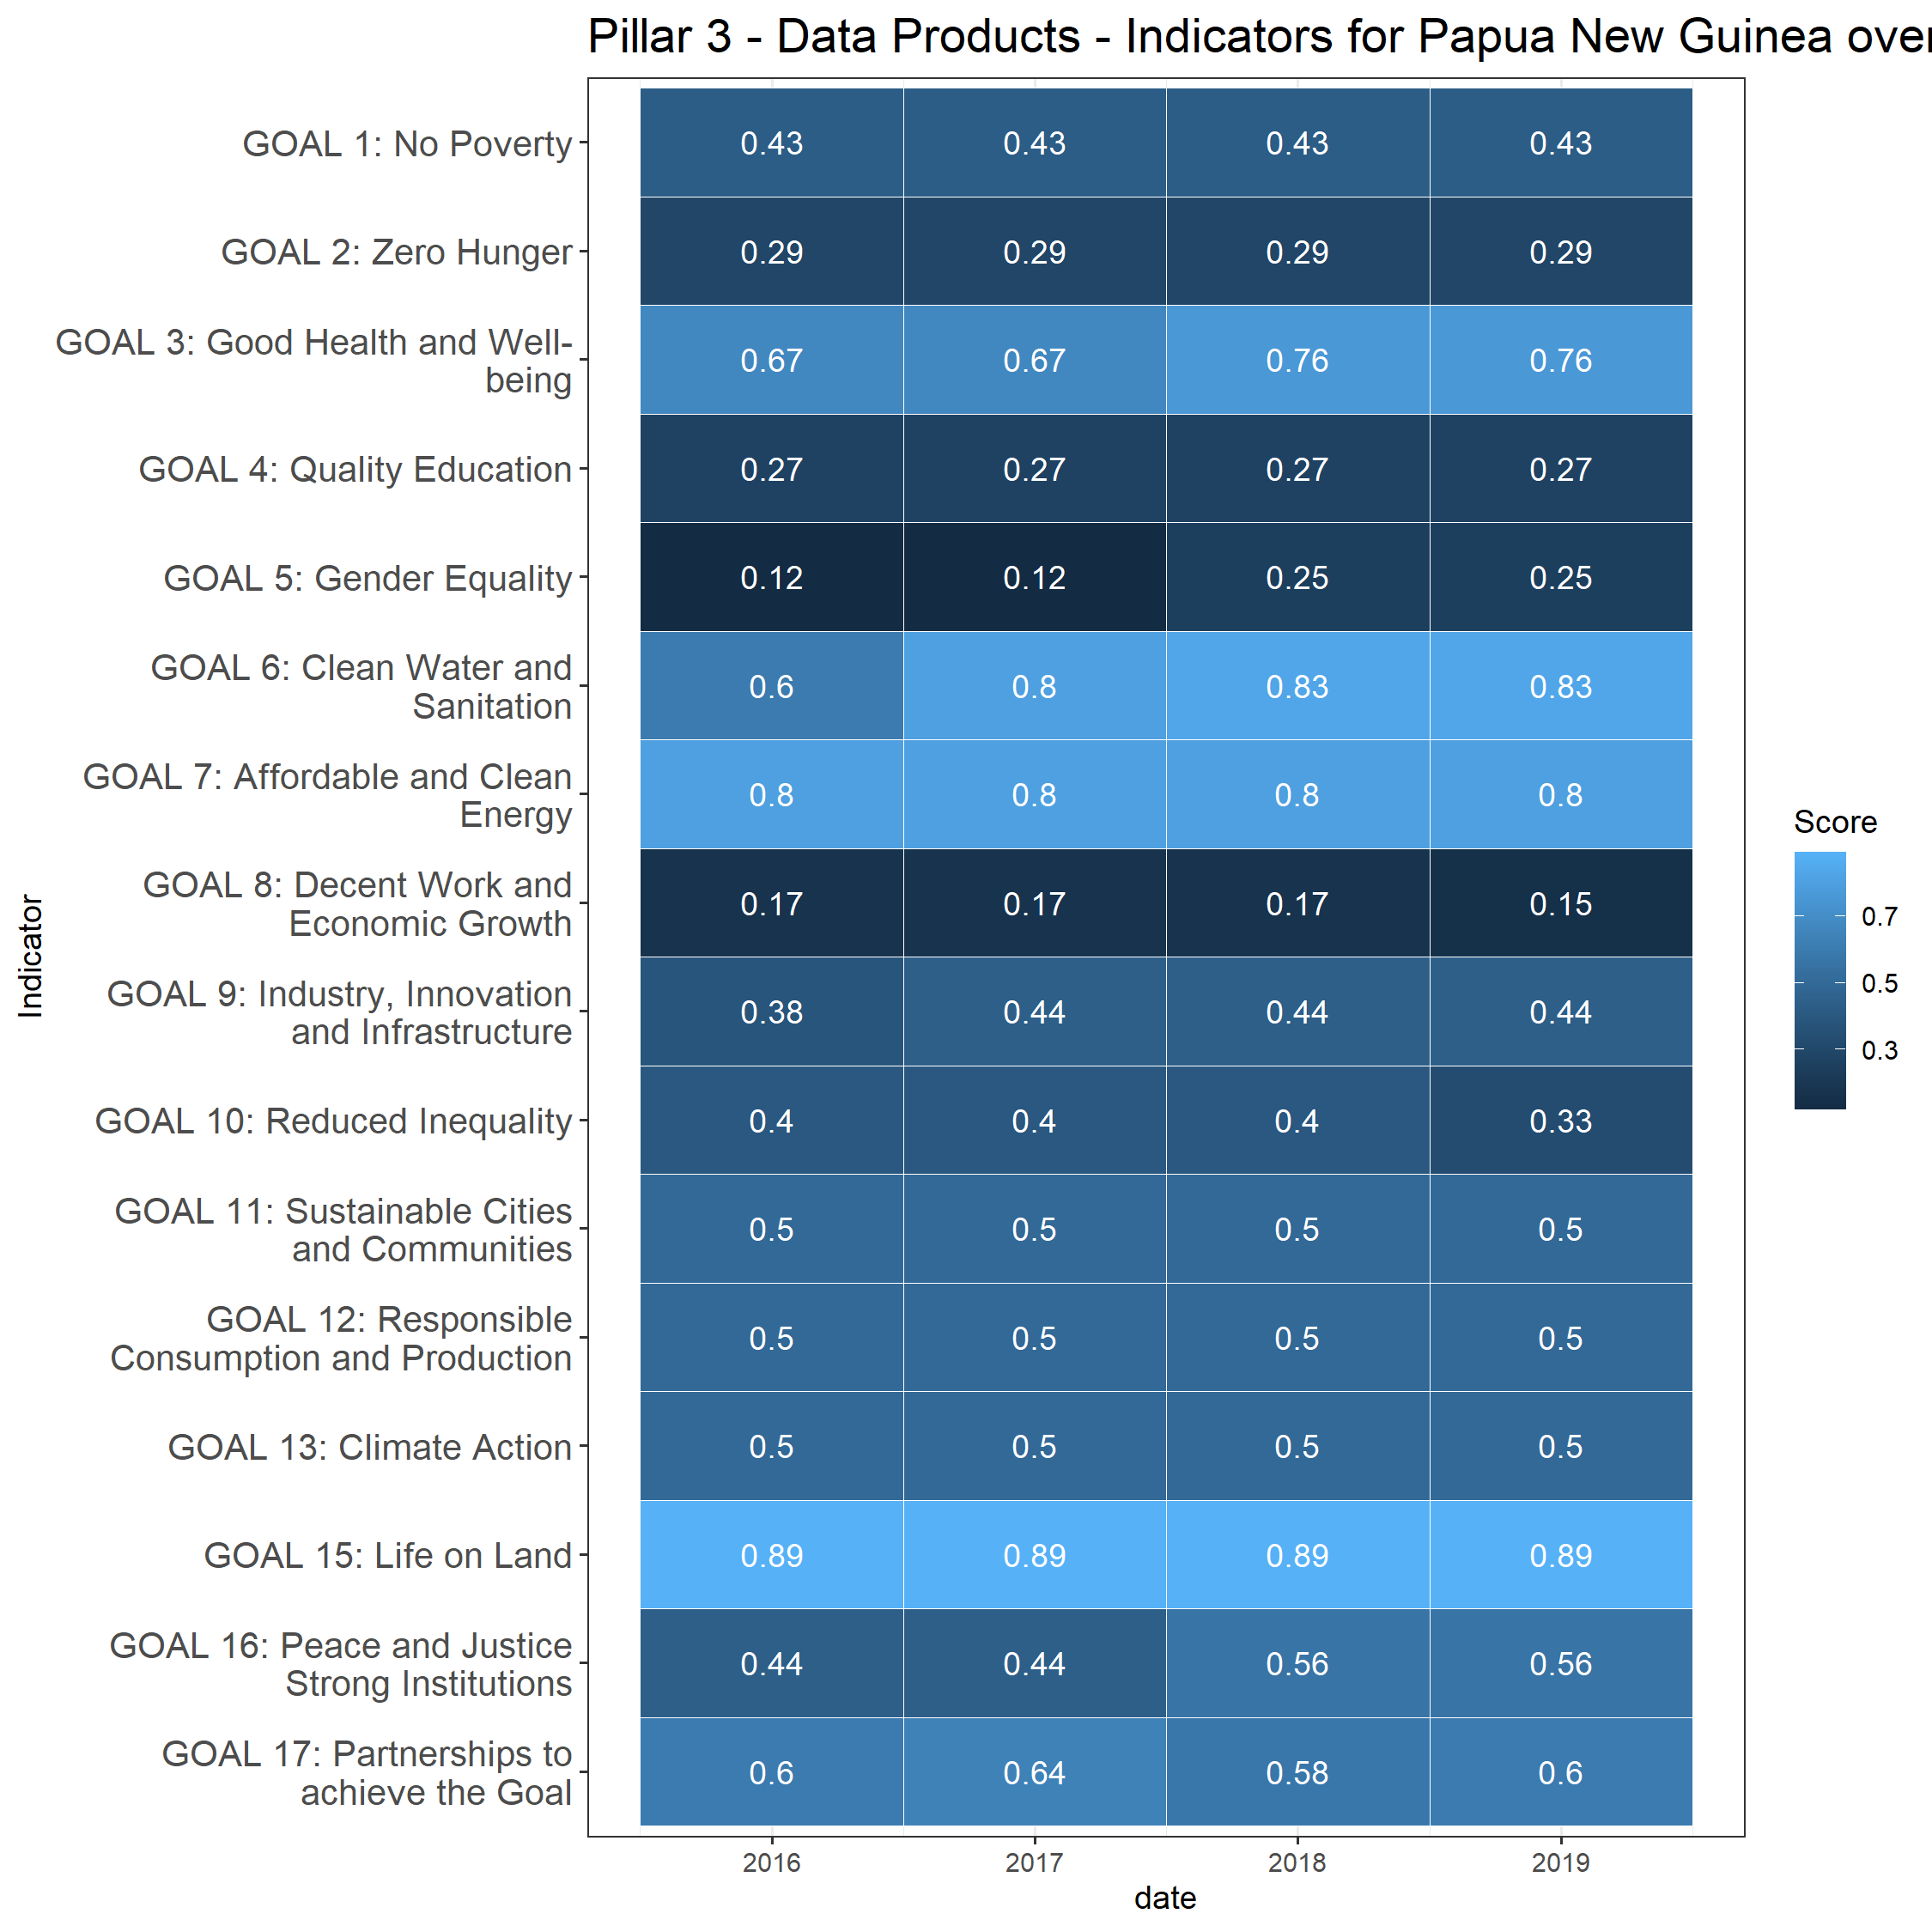 Pillar 3 - Data Products - Indicators for Papua New Guinea over
GOAL 1: No Poverty
0.43 0.43 0.43 0.43
GOAL 2: Zero Hunger
0.29 0.29 0.29 0.29
GOAL 3: Good Health and Well-
being
0.67 0.67 0.76 0.76
GOAL 4: Quality Education
0.27 0.27 0.27 0.27
GOAL 5: Gender Equality
0.12 0.12 0.25 0.25
GOAL 6: Clean Water and
Sanitation
0.6 0.8 0.83 0.83
GOAL 7: Affordable and Clean
Energy
0.8 0.8 0.8 0.8
GOAL 8: Decent Work and
Economic Growth
0.17 0.17 0.17 0.15
GOAL 9: Industry, Innovation
and Infrastructure
0.38 0.44 0.44 0.44
GOAL 10: Reduced Inequality
0.4 0.4 0.4 0.33
GOAL 11: Sustainable Cities
and Communities
0.5 0.5 0.5 0.5
GOAL 12: Responsible
Consumption and Production
0.5 0.5 0.5 0.5
GOAL 13: Climate Action
0.5 0.5 0.5 0.5
GOAL 15: Life on Land
0.89 0.89 0.89 0.89
GOAL 16: Peace and Justice
Strong Institutions
0.44 0.44 0.56 0.56
GOAL 17: Partnerships to
achieve the Goal
0.6 0.64 0.58 0.6
2016 2017 2018 2019
date
Indicator
Score
0.7
0.5
0.3